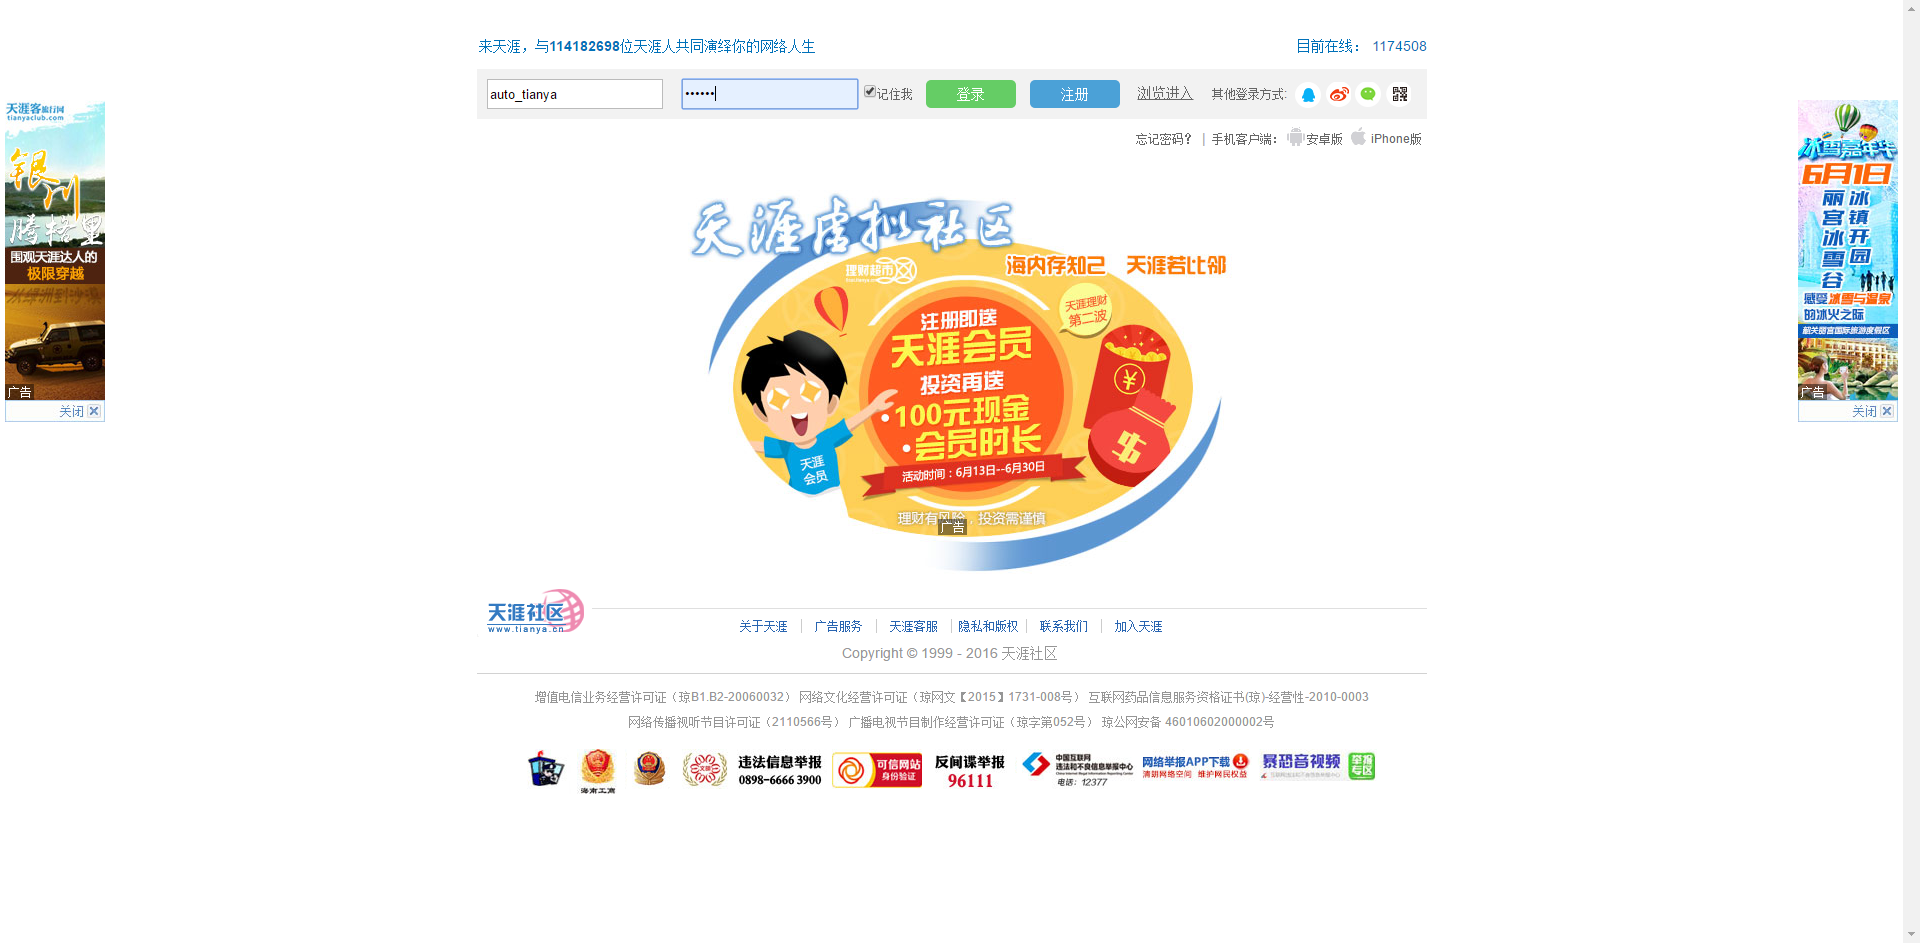 来天涯，与114182698位天涯人共同演绎你的网络人生
目前在线： 1174508
auto_tianya
••••••
记住我
登录
注册
浏览进入
其他登录方式:
忘记密码？
手机客户端：
安卓版
iPhone版
天涯客旅行网
tianyaclub.com
银川
腾格里
围观天涯达人的
极限穿越
广告
关闭
天涯虚拟社区
海内存知己 天涯若比邻
理财超市
天涯理财
第二波
注册即送
天涯会员
投资再送
•100元现金
•会员时长
活动时间：6月13日--6月30日
天涯
会员
理财有风险，投资需谨慎
广告
冰雪嘉年华
6月1日
冰镇开园
丽宫冰雪谷
感受冰雪与温泉
的冰火之际
韶关丽宫国际旅游度假区
广告
关闭
天涯社区
www.tianya.cn
关于天涯
广告服务
天涯客服
隐私和版权
联系我们
加入天涯
Copyright © 1999 - 2016 天涯社区
增值电信业务经营许可证（琼B1.B2-20060032） 网络文化经营许可证（琼网文【2015】1731-008号） 互联网药品信息服务资格证书(琼)-经营性-2010-0003
网络传播视听节目许可证（2110566号） 广播电视节目制作经营许可证（琼字第052号） 琼公网安备 46010602000002号
海南工商
文明
违法信息举报
0898-6666 3900
可信网站
身份验证
反间谍举报
96111
中国互联网
违法和不良信息举报中心
电话：12377
网络举报APP下载
清朗网络空间 维护网民权益
暴恐音视频
举报
专区